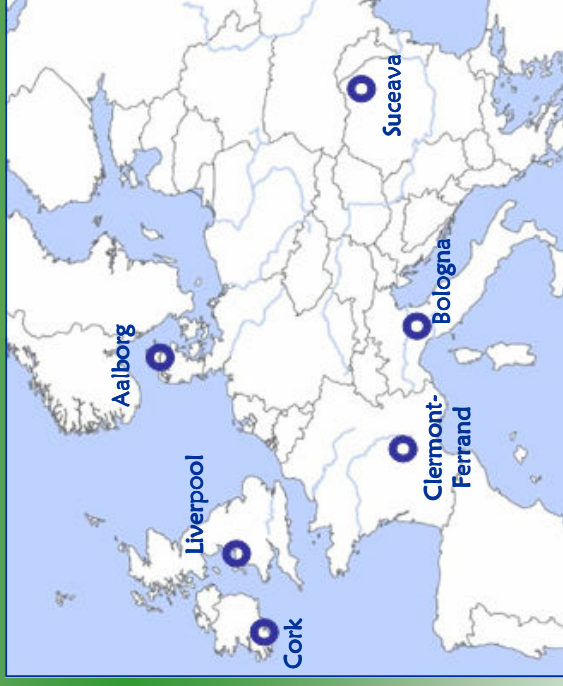 Aalborg
Suceava
Liverpool
Cork
Bologna
Clermont-
Ferrand